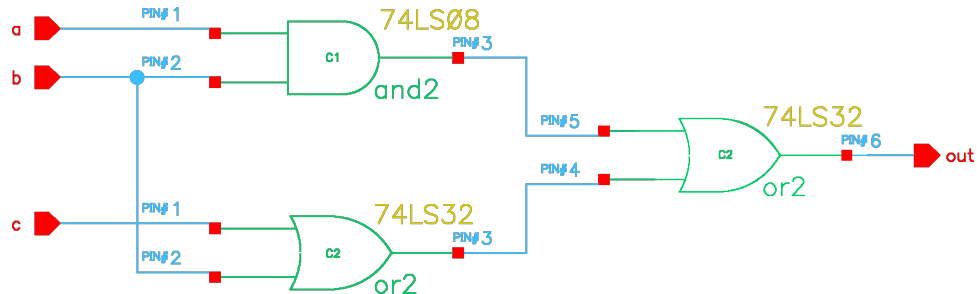 a
PIN#1
74LSØ8
C1
and2
PIN#3
b
PIN#2
PIN#5
74LS32
C2
or2
PIN#4
PIN#6
out
c
PIN#1
74LS32
C2
or2
PIN#3
PIN#2